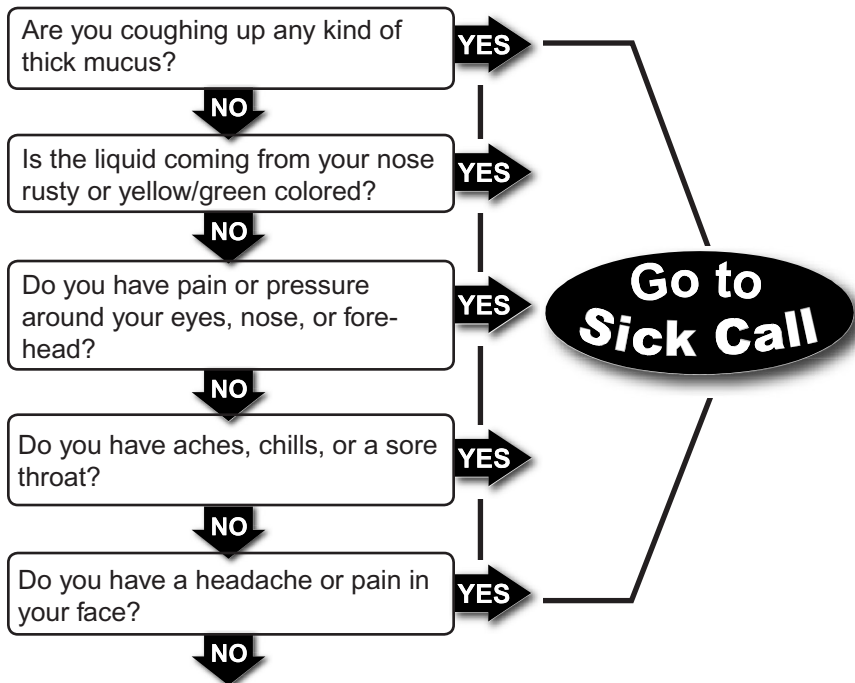 Are you coughing up any kind of
thick mucus?
YES
NO
Is the liquid coming from your nose
rusty or yellow/green colored?
YES
NO
Do you have pain or pressure
around your eyes, nose, or fore-
head?
YES
NO
Do you have aches, chills, or a sore
throat?
YES
NO
Do you have a headache or pain in
your face?
YES
NO
Go to
Sick Call